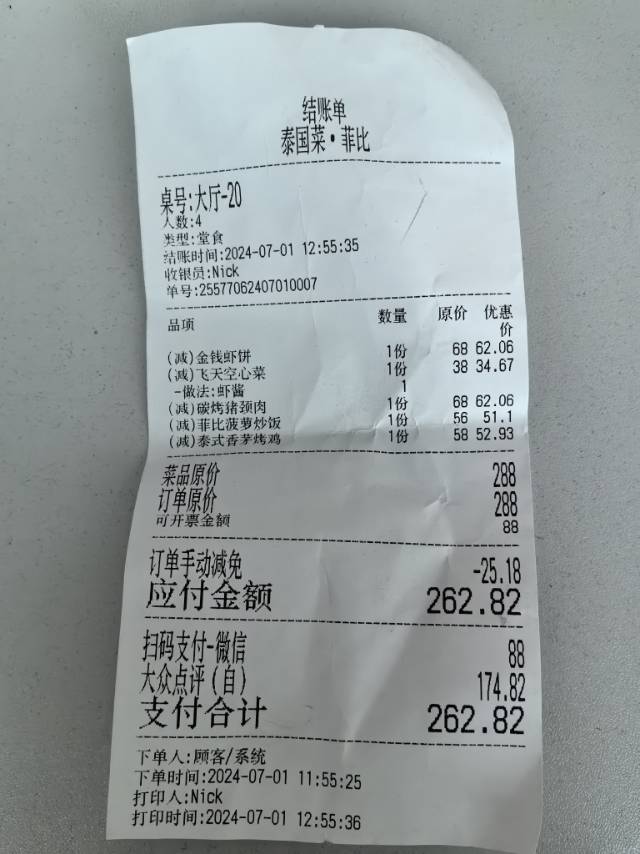 结账单
泰国菜·菲比
桌号:大厅-20
人数:4
类型:堂食
结账时间:2024-07-01 12:55:35
收银员:Nick
单号:25577062407010007
品项 数量 原价 优惠价
(减)金钱虾饼 1份 68 62.06
(减)飞天空心菜 1份 38 34.67
-做法:虾酱 1
(减)碳烤猪颈肉 1份 68 62.06
(减)菲比菠萝炒饭 1份 56 51.1
(减)泰式香茅烤鸡 1份 58 52.93
菜品原价 288
订单原价 288
可开票金额 88
订单手动减免 -25.18
应付金额 262.82
扫码支付-微信 88
大众点评(自) 174.82
支付合计 262.82
下单人:顾客/系统
下单时间:2024-07-01 11:55:25
打印人:Nick
打印时间:2024-07-01 12:55:36